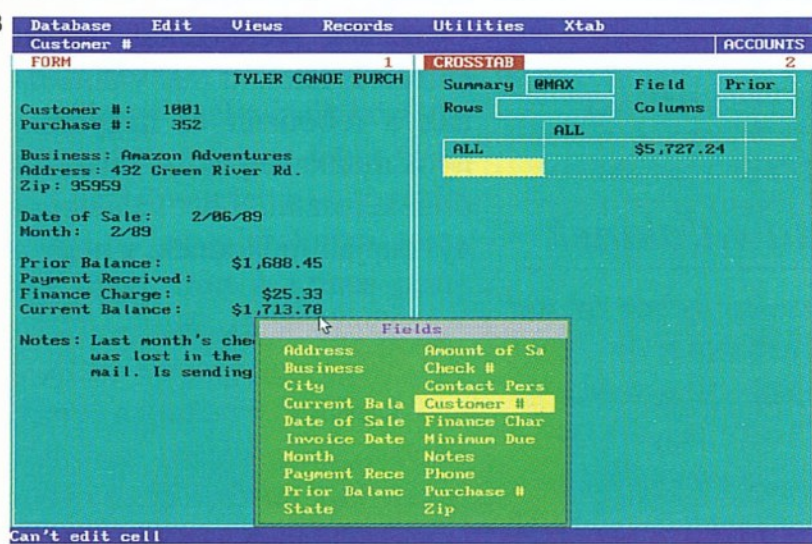 Database Edit Views Records Utilities Xtab
Customer # ACCOUNTS
FORM 1
TYLER CANOE PURCH
Customer #: 1001
Purchase #: 352
Business: Amazon Adventures
Address: 432 Green River Rd.
Zip: 95959
Date of Sale: 2/06/89
Month: 2/89
Prior Balance: $1,688.45
Payment Received:
Finance Charge: $25.33
Current Balance: $1,713.78
Notes: Last month's che
was lost in the
mail. Is sending
CROSSTAB 2
Summary @MAX Field Prior
Rows Columns
ALL
ALL $5,727.24
Fields
Address Amount of Sa
Business Check #
City Contact Pers
Current Bala Customer #
Date of Sale Finance Char
Invoice Date Minimum Due
Month Notes
Payment Rece Phone
Prior Balanc Purchase #
State Zip
Can't edit cell